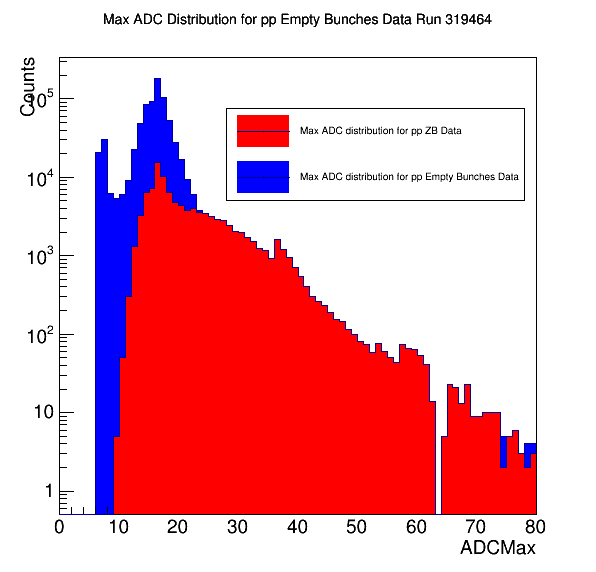 Max ADC Distribution for pp Empty Bunches Data Run 319464
Counts
10^5
10^4
10^3
10^2
10
1
Max ADC distribution for pp ZB Data
Max ADC distribution for pp Empty Bunches Data
0 10 20 30 40 50 60 70 80
ADCMax